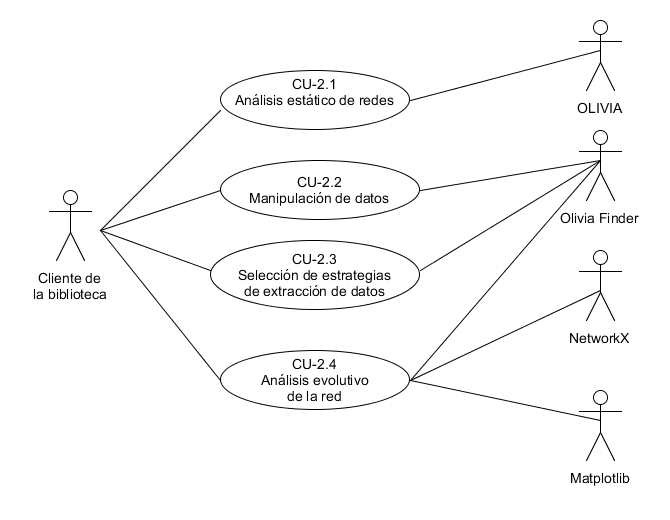 CU-2.1
Análisis estático de redes
OLIVIA
CU-2.2
Manipulación de datos
Olivia Finder
CU-2.3
Selección de estrategias
de extracción de datos
Cliente de
la biblioteca
NetworkX
CU-2.4
Análisis evolutivo
de la red
Matplotlib